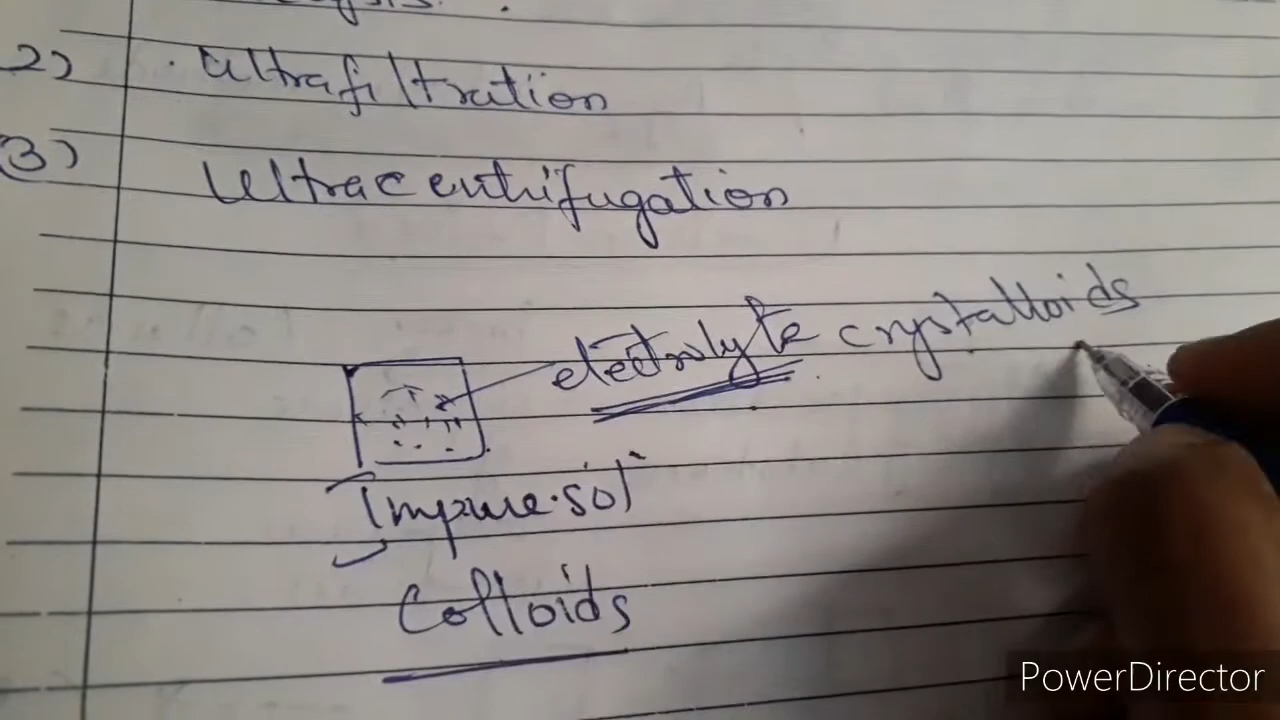 2) Ultrafiltration
(3) Ultracentrifugation
electrolyte crystalloids
Impure sol
Colloids
PowerDirector